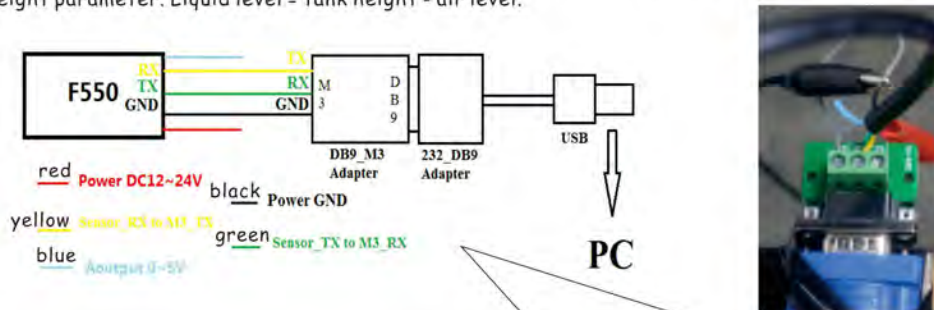 eight parameter. Liquid level= Tank height - air level.
RX
TX
GND
F550
TX
RX
GND
M
3
D
B
9
DB9_M3
Adapter
232_DB9
Adapter
USB
red Power DC12~24V
black Power GND
yellow Sensor_RX to M3_TX
green Sensor_TX to M3_RX
blue Aoutput 0~5V
PC